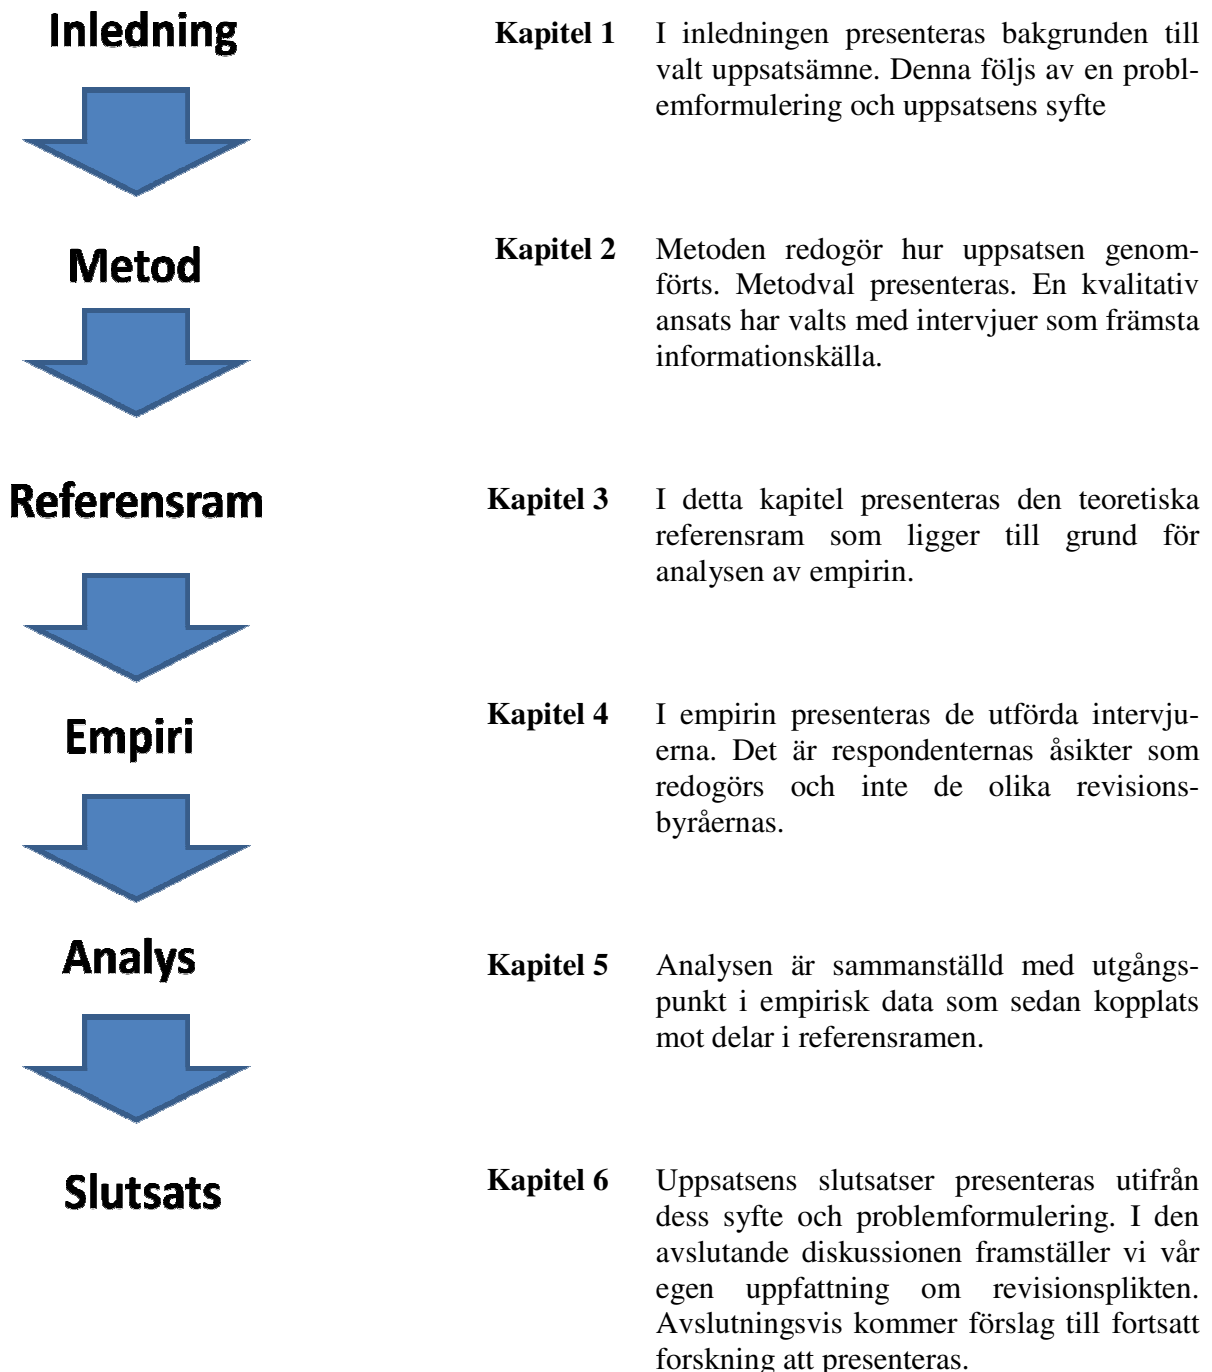 Inledning
Kapitel 1 I inledningen presenteras bakgrunden till
valt uppsatsämne. Denna följs av en probl-
emformulering och uppsatsens syfte
Metod
Kapitel 2 Metoden redogör hur uppsatsen genom-
förts. Metodval presenteras. En kvalitativ
ansats har valts med intervjuer som främsta
informationskälla.
Referensram
Kapitel 3 I detta kapitel presenteras den teoretiska
referensram som ligger till grund för
analysen av empirin.
Empiri
Kapitel 4 I empirin presenteras de utförda intervju-
erna. Det är respondenternas åsikter som
redogörs och inte de olika revisions-
byråernas.
Analys
Kapitel 5 Analysen är sammanställd med utgångs-
punkt i empirisk data som sedan kopplats
mot delar i referensramen.
Slutsats
Kapitel 6 Uppsatsens slutsatser presenteras utifrån
dess syfte och problemformulering. I den
avslutande diskussionen framställer vi vår
egen uppfattning om revisionsplikten.
Avslutningsvis kommer förslag till fortsatt
forskning att presenteras.